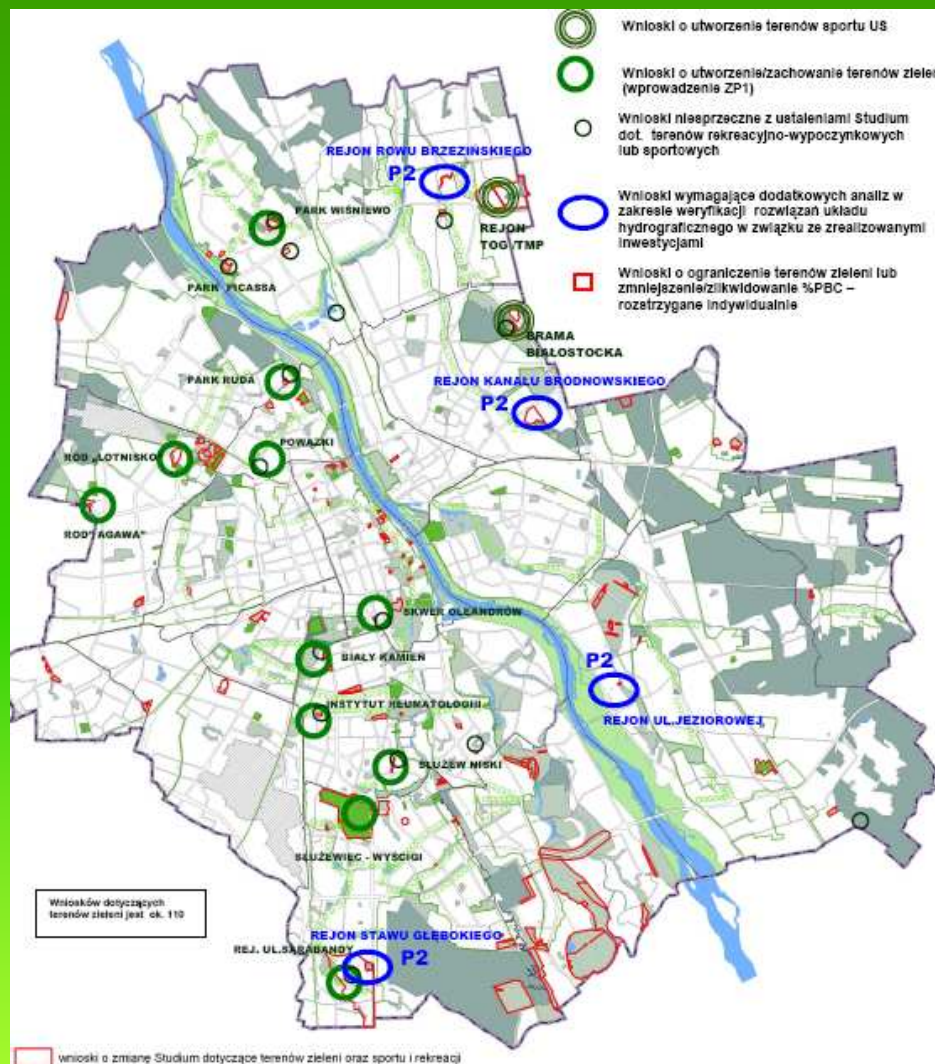 Wnioski o utworzenie terenów sportu US
Wnioski o utworzenie/zachowanie terenów zieleni
(wprowadzenie ZP1)
Wnioski niesprzeczne z ustaleniami Studium
dot. terenów rekreacyjno-wypoczynkowych
lub sportowych
Wnioski wymagające dodatkowych analiz w
zakresie weryfikacji rozwiązań układu
hydrograficznego w związku ze zrealizowanymi
inwestycjami
Wnioski o ograniczenie terenów zieleni lub
zmniejszenie/zlikwidowanie %PBC –
rozstrzygane indywidualnie
REJON ROWU BRZEZIŃSKIEGO
P2
PARK WIŚNIEWO
REJON
TOG /TMP
PARK PICASSA
BRAMA
BIAŁOSTOCKA
PARK RUDA
REJON KANAŁU BRÓDNOWSKIEGO
P2
POWĄZKI
ROD „LOTNISKO"
ROD "AGAWA"
SKWER OLEANDRÓW
BIAŁY KAMIEŃ
P2
INSTYTUT REUMATOLOGII
REJON UL.JEZIOROWEJ
SŁUŻEW NISKI
SŁUŻEWIEC - WYŚCIGI
Wniosków dotyczących
terenów zieleni jest ok. 110
REJON STAWU GŁĘBOKIEGO
REJ. UL.SARABANDY
P2
wnioski o zmianę Studium dotyczące terenów zieleni oraz sportu i rekreacji